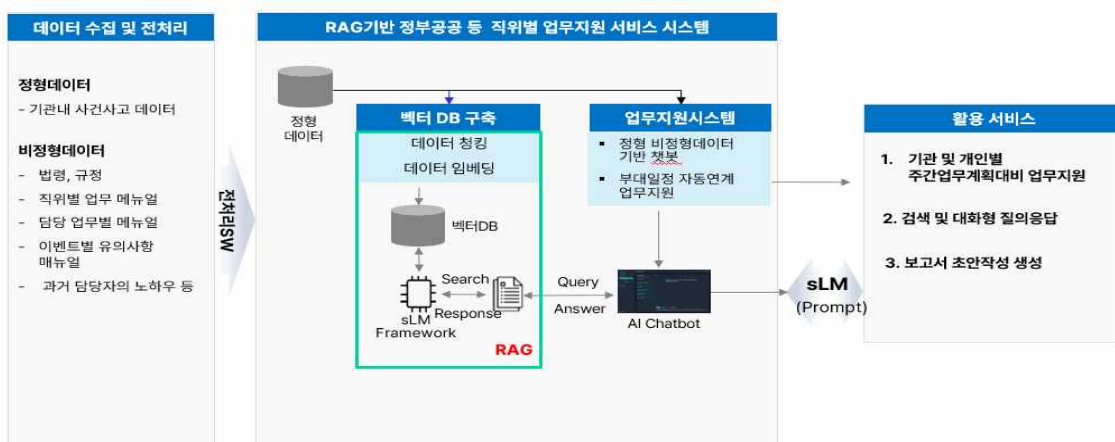 데이터 수집 및 전처리
정형데이터
- 기관내 사건사고 데이터
비정형데이터
- 법령, 규정
- 직위별 업무 메뉴얼
- 담당 업무별 메뉴얼
- 이벤트별 유의사항
매뉴얼
- 과거 담당자의 노하우 등
전처리SW
RAG기반 정부공공 등 직위별 업무지원 서비스 시스템
정형
데이터
벡터 DB 구축
데이터 청킹
데이터 임베딩
벡터DB
Search
Response
sLM
Framework
RAG
업무지원시스템
▪ 정형 비정형데이터
기반 챗봇
▪ 부대일정 자동연계
업무지원
Query
Answer
AI Chatbot
sLM
(Prompt)
활용 서비스
1. 기관 및 개인별
주간업무계획대비 업무지원
2. 검색 및 대화형 질의응답
3. 보고서 초안작성 생성